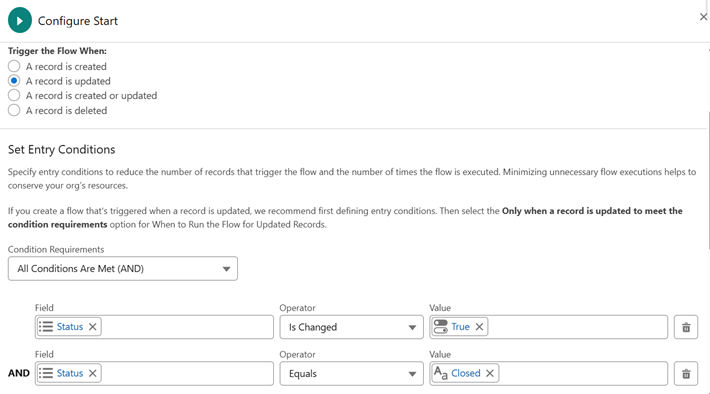 Configure Start
Trigger the Flow When:
A record is created
A record is updated
A record is created or updated
A record is deleted
Set Entry Conditions
Specify entry conditions to reduce the number of records that trigger the flow and the number of times the flow is executed. Minimizing unnecessary flow executions helps to
conserve your org's resources.
If you create a flow that's triggered when a record is updated, we recommend first defining entry conditions. Then select the Only when a record is updated to meet the
condition requirements option for When to Run the Flow for Updated Records.
Condition Requirements
All Conditions Are Met (AND)
Field Operator Value
Status Is Changed True
Field Operator Value
AND Status Equals Aa Closed